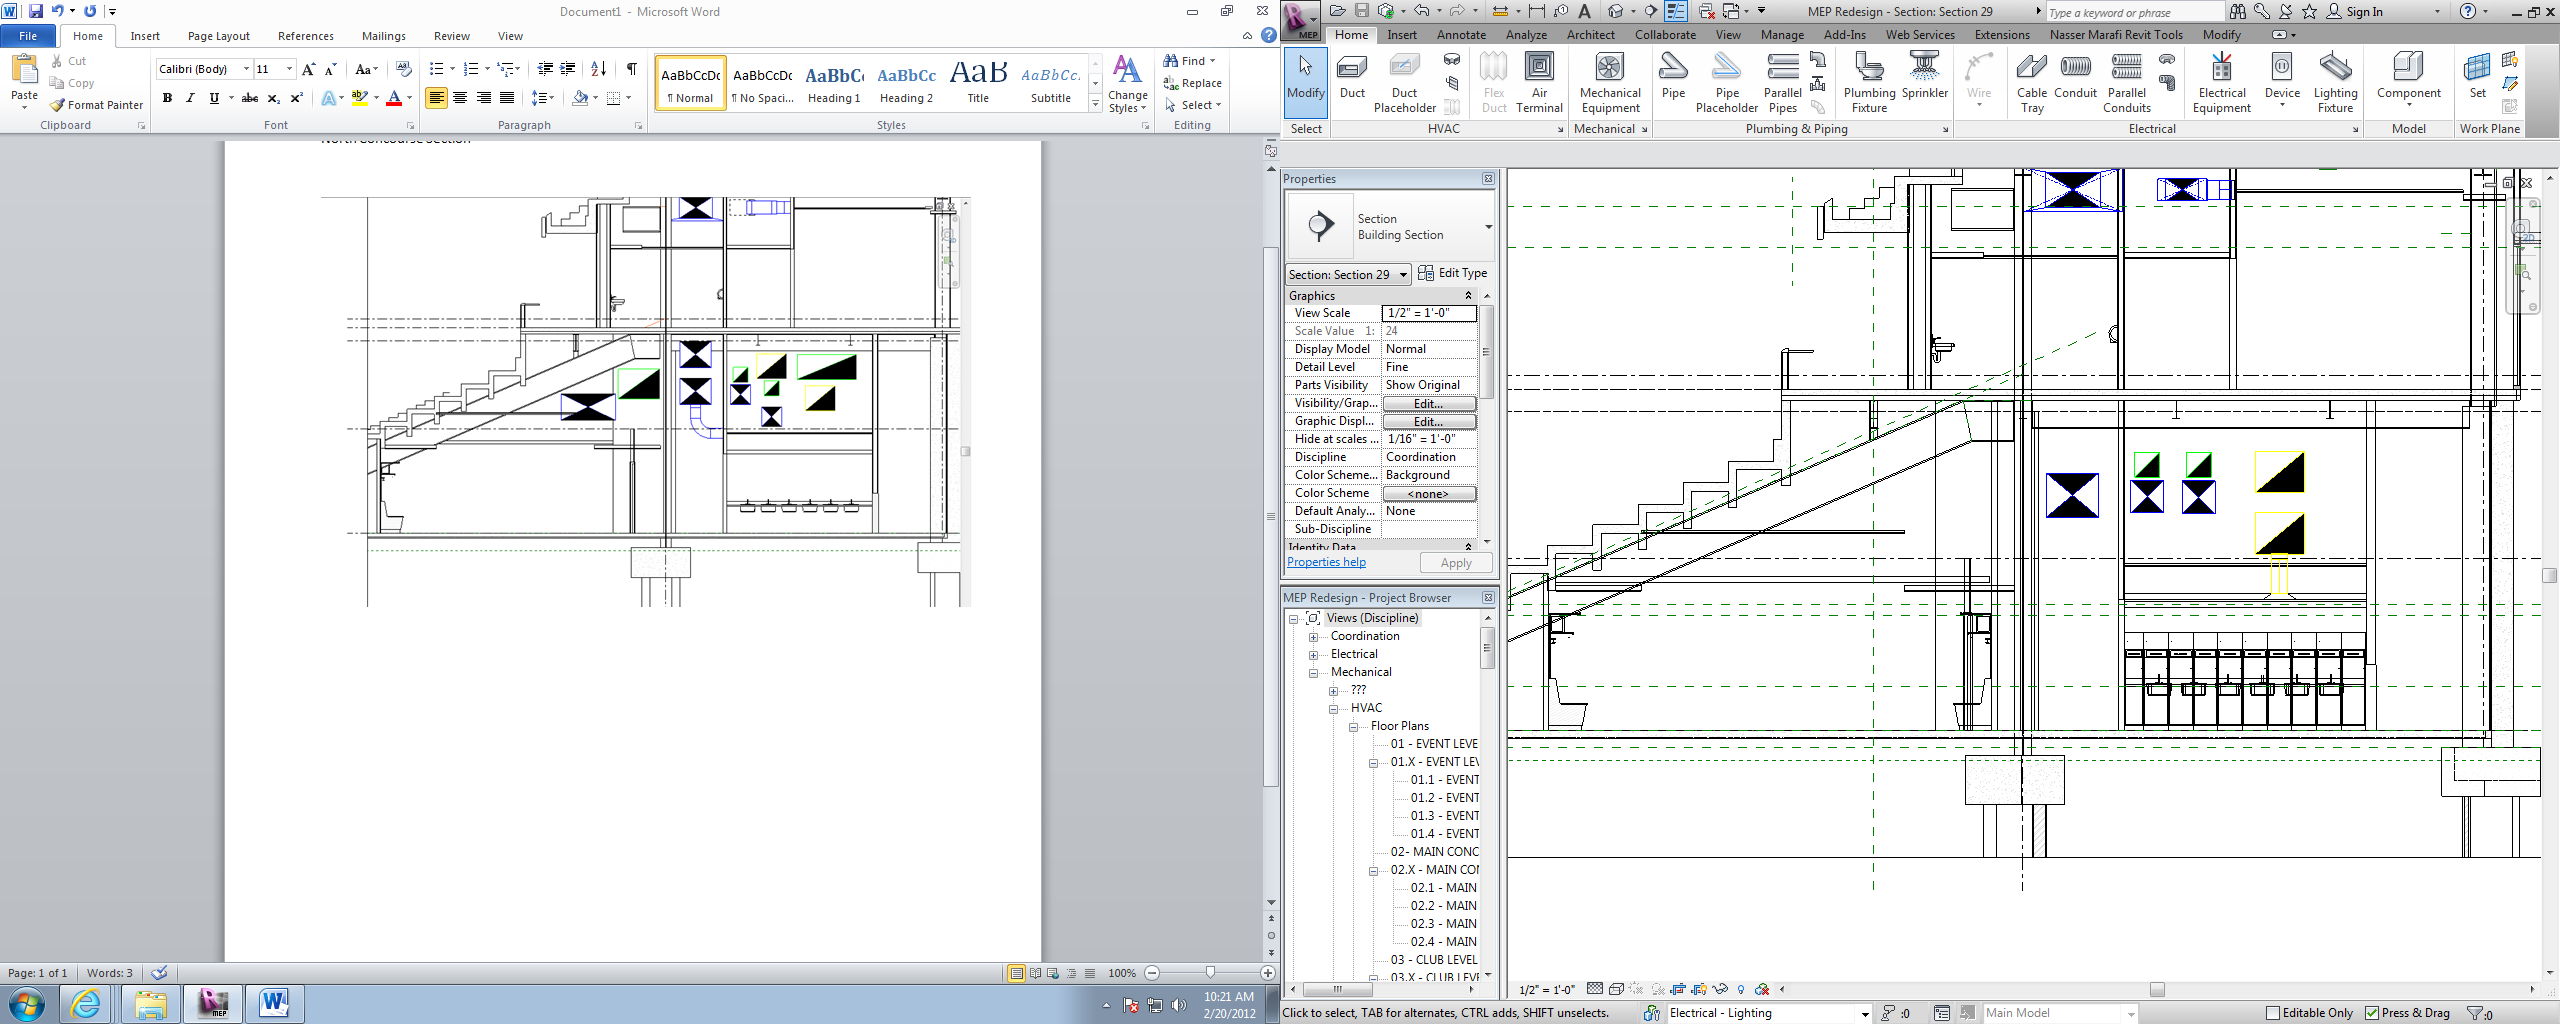 Document1 - Microsoft Word
File Home Insert Page Layout References Mailings Review View
Paste
Cut
Copy
Format Painter
Clipboard
Calibri (Body) 11
Font
Paragraph
AaBbCcDc AaBbCcDc AaBbCc AaBbCc AaB AaBbCc.
¶ Normal ¶ No Spaci... Heading 1 Heading 2 Title Subtitle
Change Styles
Styles
Find
Replace
Select
Editing
North Concourse Section
Page: 1 of 1 Words: 3
100%
10:21 AM
2/20/2012
MEP Redesign - Section: Section 29
Type a keyword or phrase
Sign In
MEP
Home Insert Annotate Analyze Architect Collaborate View Manage Add-Ins Web Services Extensions Nasser Marafi Revit Tools Modify
Modify
Duct
Duct Placeholder
Flex Duct
Air Terminal
Mechanical Equipment
Pipe
Pipe Placeholder
Parallel Pipes
Plumbing Fixture
Sprinkler
Wire
Cable Tray
Conduit
Parallel Conduits
Electrical Equipment
Device
Lighting Fixture
Component
Set
Select HVAC Mechanical Plumbing & Piping Electrical Model Work Plane
Properties
Section
Building Section
Section: Section 29 Edit Type
Graphics
View Scale 1/2" = 1'-0"
Scale Value 1: 24
Display Model Normal
Detail Level Fine
Parts Visibility Show Original
Visibility/Grap... Edit...
Graphic Displ... Edit...
Hide at scales ... 1/16" = 1'-0"
Discipline Coordination
Color Scheme... Background
Color Scheme <none>
Default Analy... None
Sub-Discipline
Identity Data
Properties help Apply
MEP Redesign - Project Browser
Views (Discipline)
Coordination
Electrical
Mechanical
???
HVAC
Floor Plans
01 - EVENT LEVE
01.X - EVENT LEV
01.1 - EVENT
01.2 - EVENT
01.3 - EVENT
01.4 - EVENT
02- MAIN CONC
02.X - MAIN CON
02.1 - MAIN
02.2 - MAIN
02.3 - MAIN
02.4 - MAIN
03 - CLUB LEVEL
03.X - CLUB LEVE
1/2" = 1'-0"
Click to select, TAB for alternates, CTRL adds, SHIFT unselects.
Electrical - Lighting
:0
Main Model
Editable Only
Press & Drag
:0